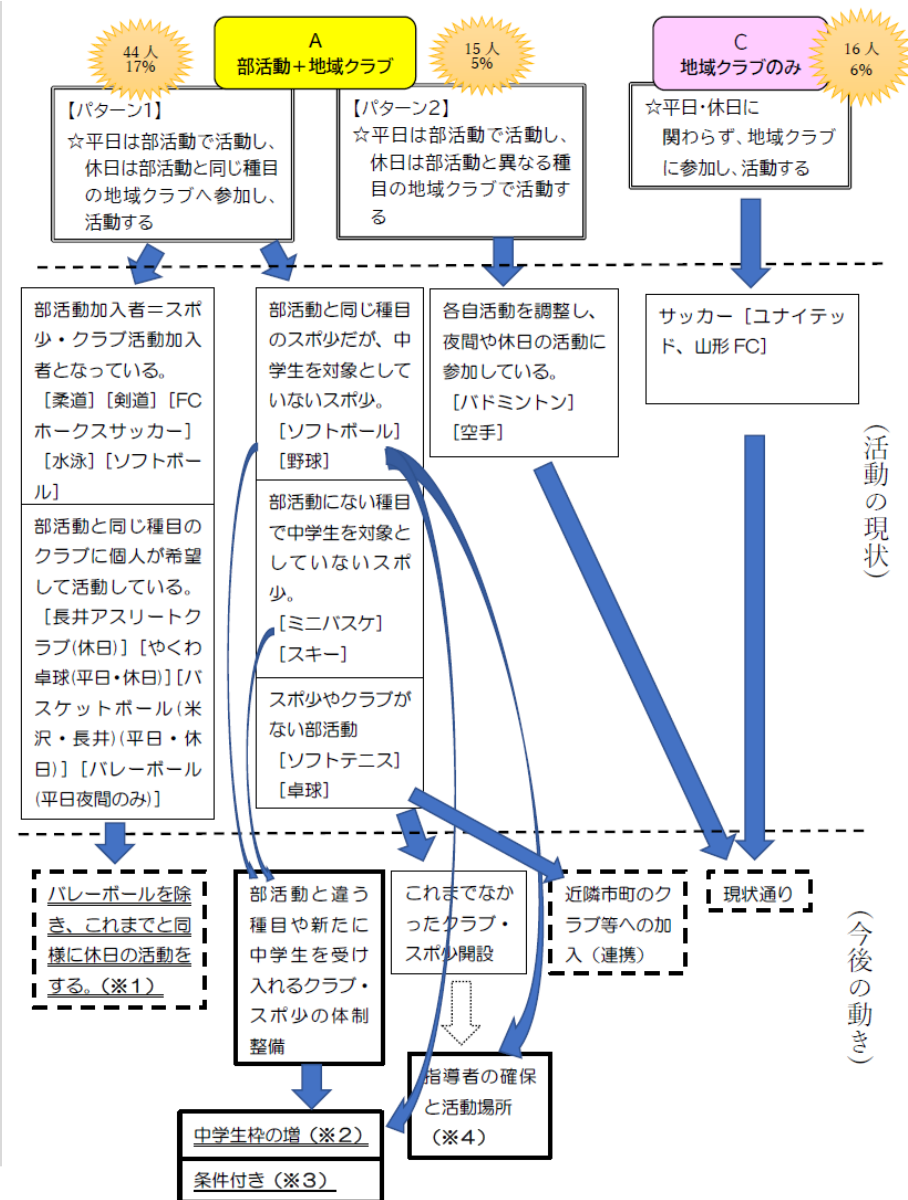 44人
17%
A
部活動＋地域クラブ
15人
5%
C
地域クラブのみ
16人
6%
【パターン1】
☆平日は部活動で活動し、
休日は部活動と同じ種
目の地域クラブへ参加し、
活動する
【パターン2】
☆平日は部活動で活動し、
休日は部活動と異なる種
目の地域クラブで活動す
る
☆平日・休日に
関わらず、地域クラブ
に参加し、活動する
部活動加入者＝スポ
少・クラブ活動加入
者となっている。
［柔道］［剣道］［FC
ホークスサッカー］
［水泳］［ソフトボー
ル］
部活動と同じ種目の
クラブに個人が希望
して活動している。
［長井アスリートク
ラブ(休日)］［やくわ
卓球(平日・休日)］［バ
スケットボール(米
沢・長井)(平日・休
日)］［バレーボール
(平日夜間のみ)］
部活動と同じ種目
のスポ少だが、中
学生を対象として
いないスポ少。
［ソフトボール］
［野球］
部活動にない種目
で中学生を対象と
していないスポ
少。
［ミニバスケ］
［スキー］
スポ少やクラブが
ない部活動
［ソフトテニス］
［卓球］
各自活動を調整し、
夜間や休日の活動に
参加している。
［バドミントン］
［空手］
サッカー［ユナイテッ
ド、山形FC］
（活動の現状）
バレーボールを除
き、これまでと同
様に休日の活動を
する。（※1）
部活動と違う
種目や新たに
中学生を受け
入れるクラブ・
スポ少の体制
整備
これまでなか
ったクラブ・
スポ少開設
近隣市町のク
ラブ等への加
入（連携）
現状通り
（今後の動き）
指導者の確保
と活動場所
（※4）
中学生枠の増（※2）
条件付き（※3）